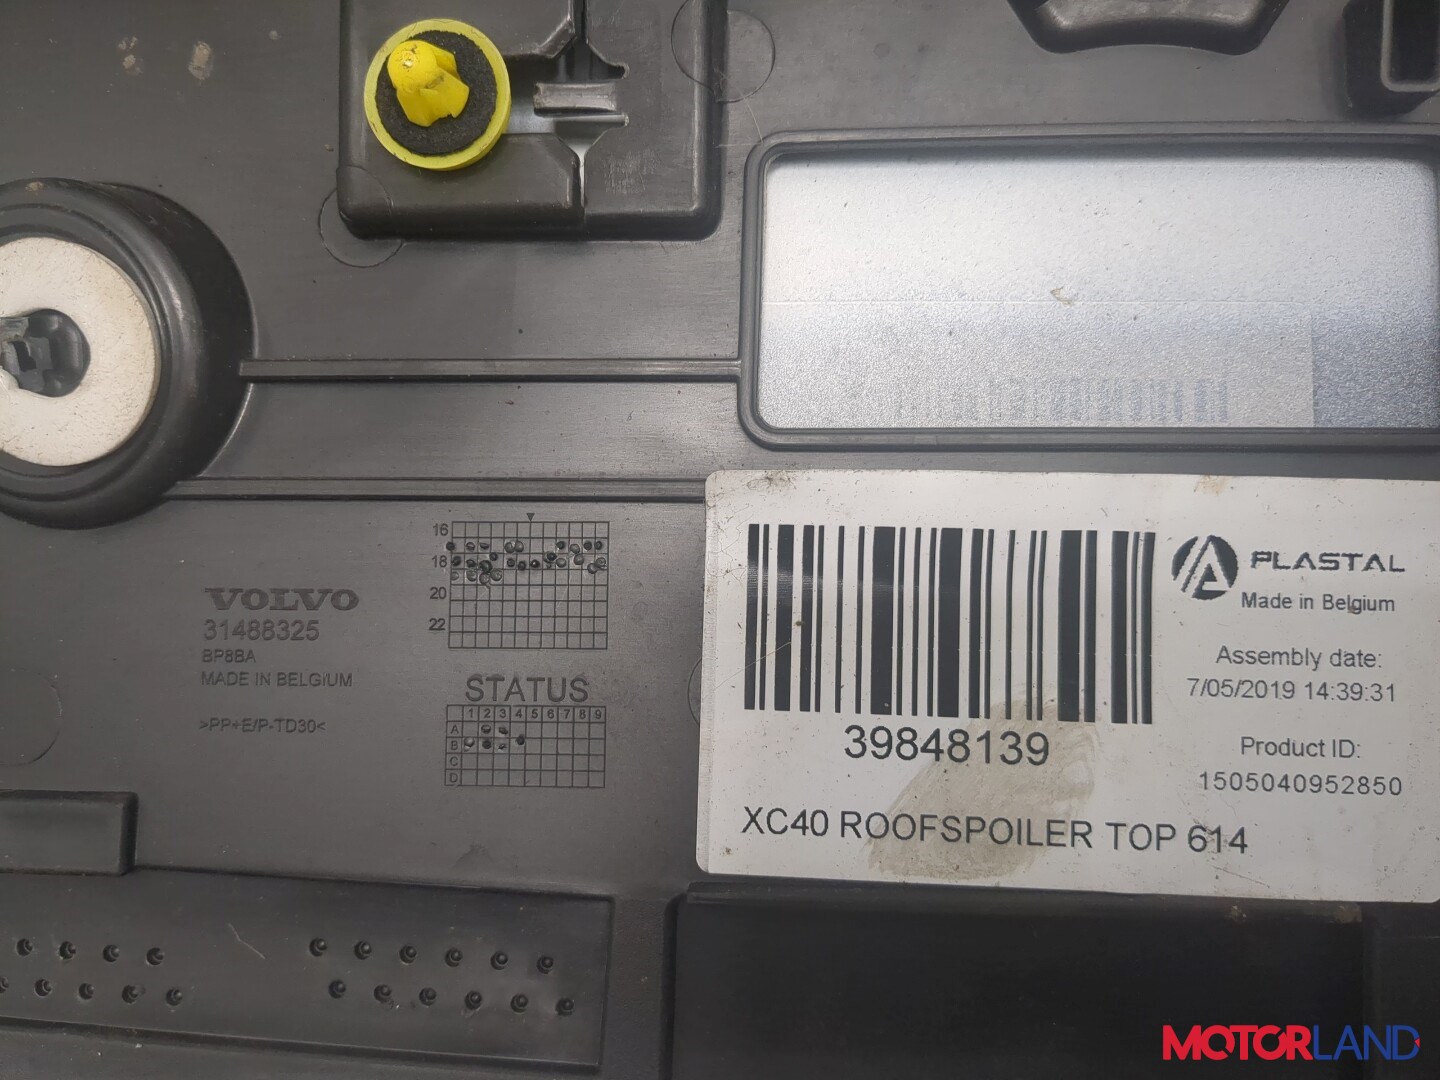 16
18
20
22
VOLVO
31488325
BP8BA
MADE IN BELGIUM
>PP+E/P-TD30<
STATUS
1 2 3 4 5 6 7 8 9
A
B
C
D
PLASTAL
Made in Belgium
Assembly date:
7/05/2019 14:39:31
39848139
Product ID:
1505040952850
XC40 ROOFSPOILER TOP 614
MOTORLAND